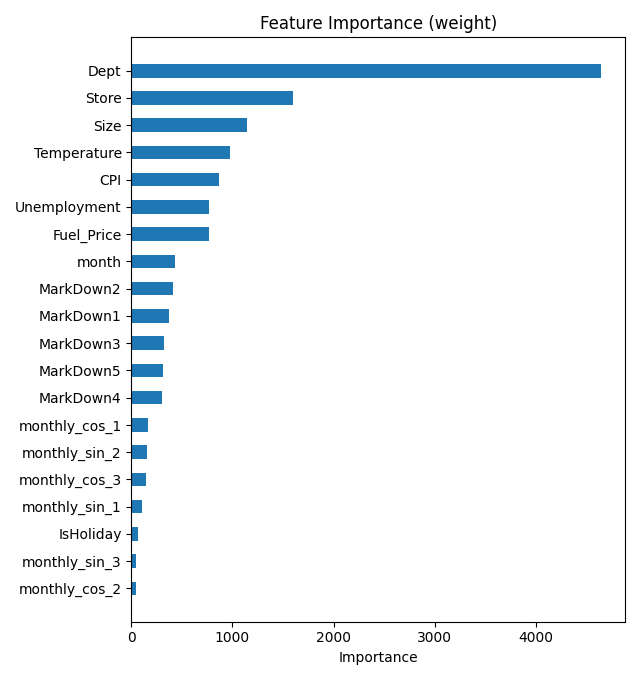 Feature Importance (weight)
Dept
Store
Size
Temperature
CPI
Unemployment
Fuel_Price
month
MarkDown2
MarkDown1
MarkDown3
MarkDown5
MarkDown4
monthly_cos_1
monthly_sin_2
monthly_cos_3
monthly_sin_1
IsHoliday
monthly_sin_3
monthly_cos_2
0 1000 2000 3000 4000
Importance